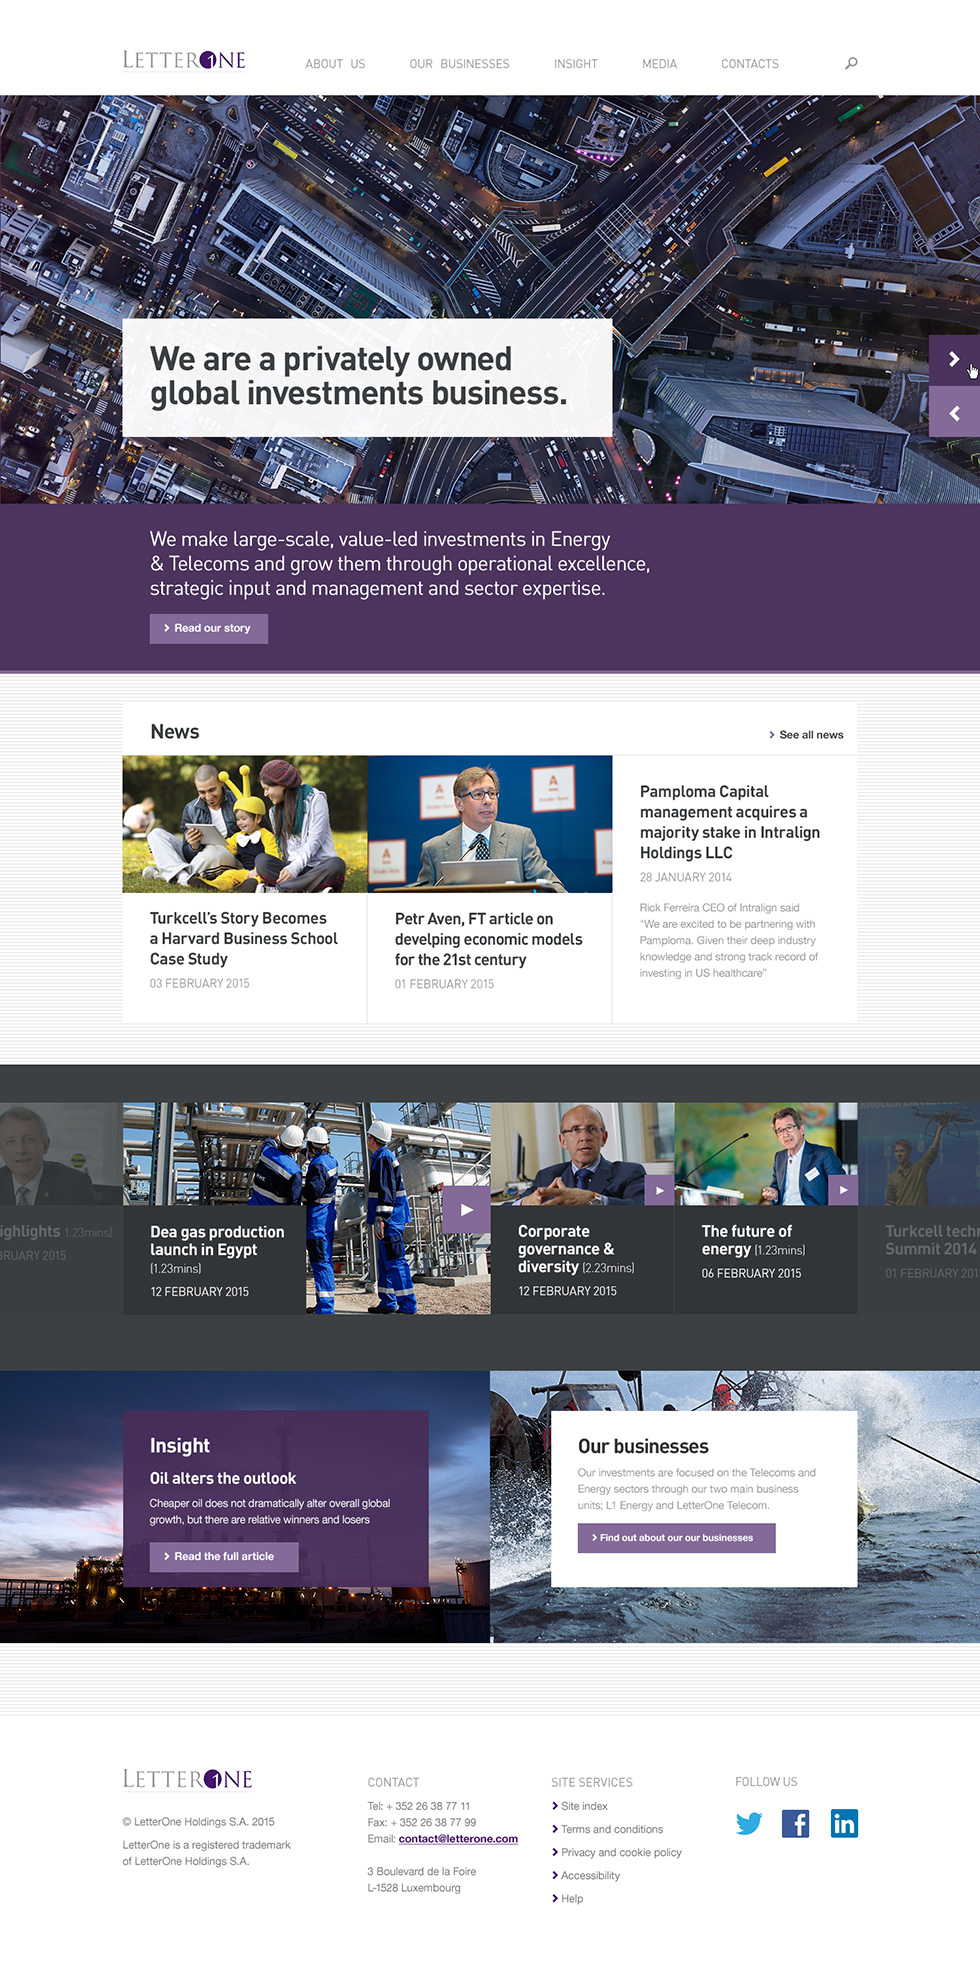 LETTERONE
ABOUT US
OUR BUSINESSES
INSIGHT
MEDIA
CONTACTS
We are a privately owned
global investments business.
We make large-scale, value-led investments in Energy
& Telecoms and grow them through operational excellence,
strategic input and management and sector expertise.
Read our story
News
See all news
Turkcell's Story Becomes
a Harvard Business School
Case Study
03 FEBRUARY 2015
Petr Aven, FT article on
develping economic models
for the 21st century
01 FEBRUARY 2015
Pamploma Capital
management acquires a
majority stake in Intralign
Holdings LLC
28 JANUARY 2014
Rick Ferreira CEO of Intralign said
"We are excited to be partnering with
Pamploma. Given their deep industry
knowledge and strong track record of
investing in US healthcare"
ighlights 1.23mins)
BRUARY 2015
Dea gas production
launch in Egypt
(1.23mins)
12 FEBRUARY 2015
Corporate
governance &
diversity (2.23mins)
12 FEBRUARY 2015
The future of
energy (1.23mins)
06 FEBRUARY 2015
Turkcell techn
Summit 2014
01 FEBRUARY 201
Insight
Oil alters the outlook
Cheaper oil does not dramatically alter overall global
growth, but there are relative winners and losers
Read the full article
Our businesses
Our investments are focused on the Telecoms and
Energy sectors through our two main business
units; L1 Energy and LetterOne Telecom.
Find out about our our businesses
LETTERONE
© LetterOne Holdings S.A. 2015
LetterOne is a registered trademark
of LetterOne Holdings S.A.
CONTACT
Tel: + 352 26 38 77 11
Fax: + 352 26 38 77 99
Email: contact@letterone.com
3 Boulevard de la Foire
L-1528 Luxembourg
SITE SERVICES
Site index
Terms and conditions
Privacy and cookie policy
Accessibility
Help
FOLLOW US